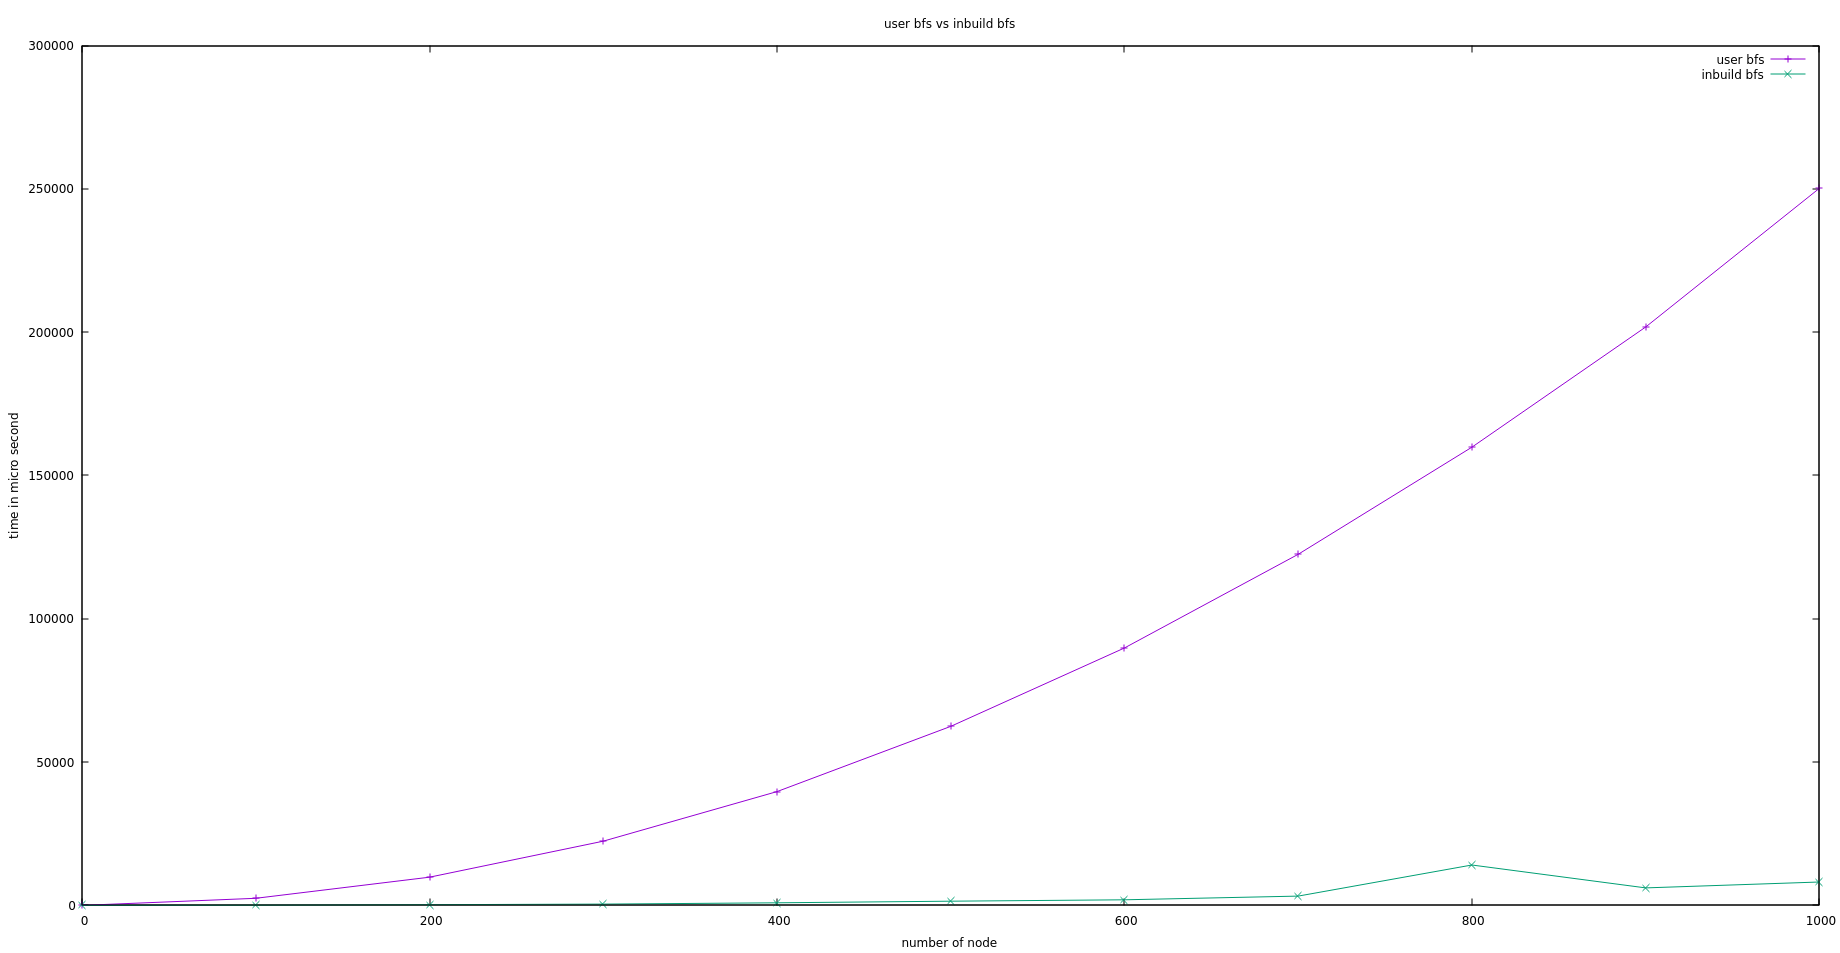 user bfs vs inbuild bfs
300000
250000
200000
150000
100000
50000
0
time in micro second
user bfs
inbuild bfs
0 200 400 600 800 1000
number of node